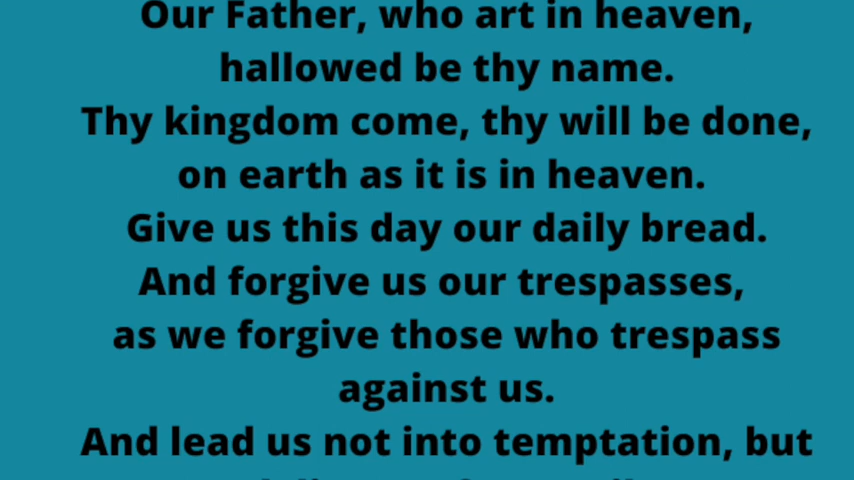 Our Father, who art in heaven,
hallowed be thy name.
Thy kingdom come, thy will be done,
on earth as it is in heaven.
Give us this day our daily bread.
And forgive us our trespasses,
as we forgive those who trespass
against us.
And lead us not into temptation, but